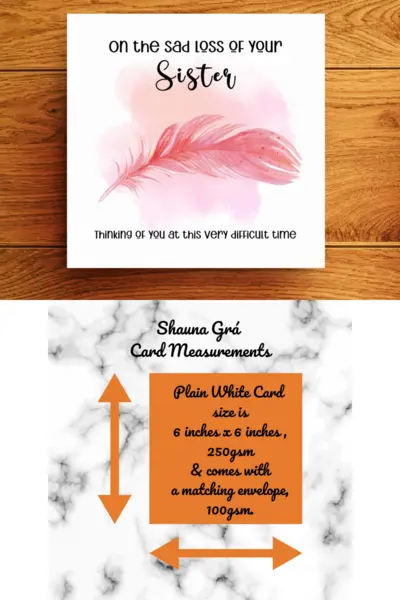 On the sad loss of your
Sister
Thinking of you at this very difficult time
Shauna Grá
Card Measurements
Plain White Card
size is
6 inches x 6 inches ,
250gsm
& comes with
a matching envelope,
100gsm.